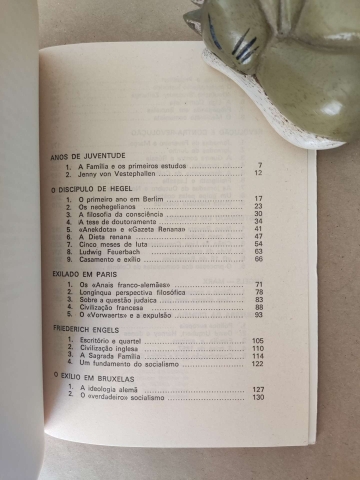 ANOS DE JUVENTUDE
1. A Família e os primeiros estudos 7
2. Jenny von Vestephallen 12
O DISCIPULO DE HEGEL
1. O primeiro ano em Berlim 17
2. Os neohegelianos 23
3. A filosofia da consciência 30
4. A tese de doutoramento 34
5. «Anekdota» e «Gazeta Renana» 41
6. A Dieta renana 47
7. Cinco meses de luta 54
8. Ludwig Feuerbach 63
9. Casamento e exílio 66
EXILADO EM PARIS
1. Os «Anais franco-alemães» 71
2. Longínqua perspectiva filosófica 78
3. Sobre a questão judaica 83
4. Civilização francesa 88
5. O «Vorwaerts» e a expulsão 93
FRIEDERICH ENGELS
1. Escritório e quartel 105
2. Civilização inglesa 110
3. A Sagrada Família 114
4. Um fundamento do socialismo 122
O EXILIO EM BRUXELAS
1. A ideologia alemã 127
2. O «verdadeiro» socialismo 130